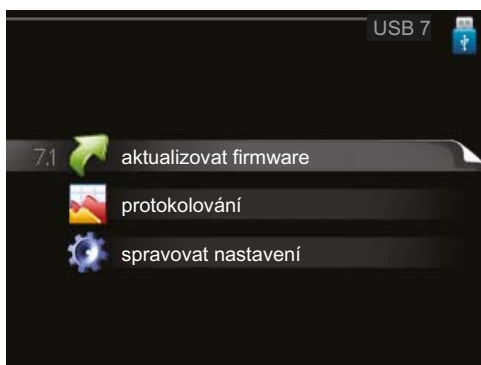 USB 7
7.1 aktualizovat firmware
protokolování
spravovat nastavení